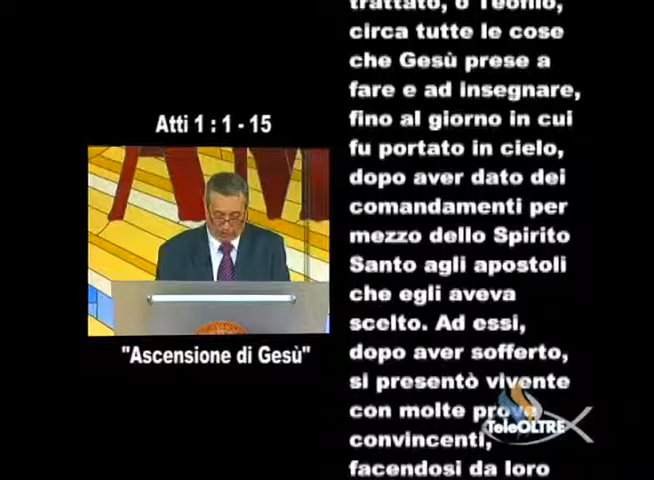 Atti 1 : 1 - 15
"Ascensione di Gesù"
trattato, o Teofilo,
circa tutte le cose
che Gesù prese a
fare e ad insegnare,
fino al giorno in cui
fu portato in cielo,
dopo aver dato dei
comandamenti per
mezzo dello Spirito
Santo agli apostoli
che egli aveva
scelto. Ad essi,
dopo aver sofferto,
si presentò vivente
con molte prove
convincenti,
facendosi da loro
TeleOLTRE